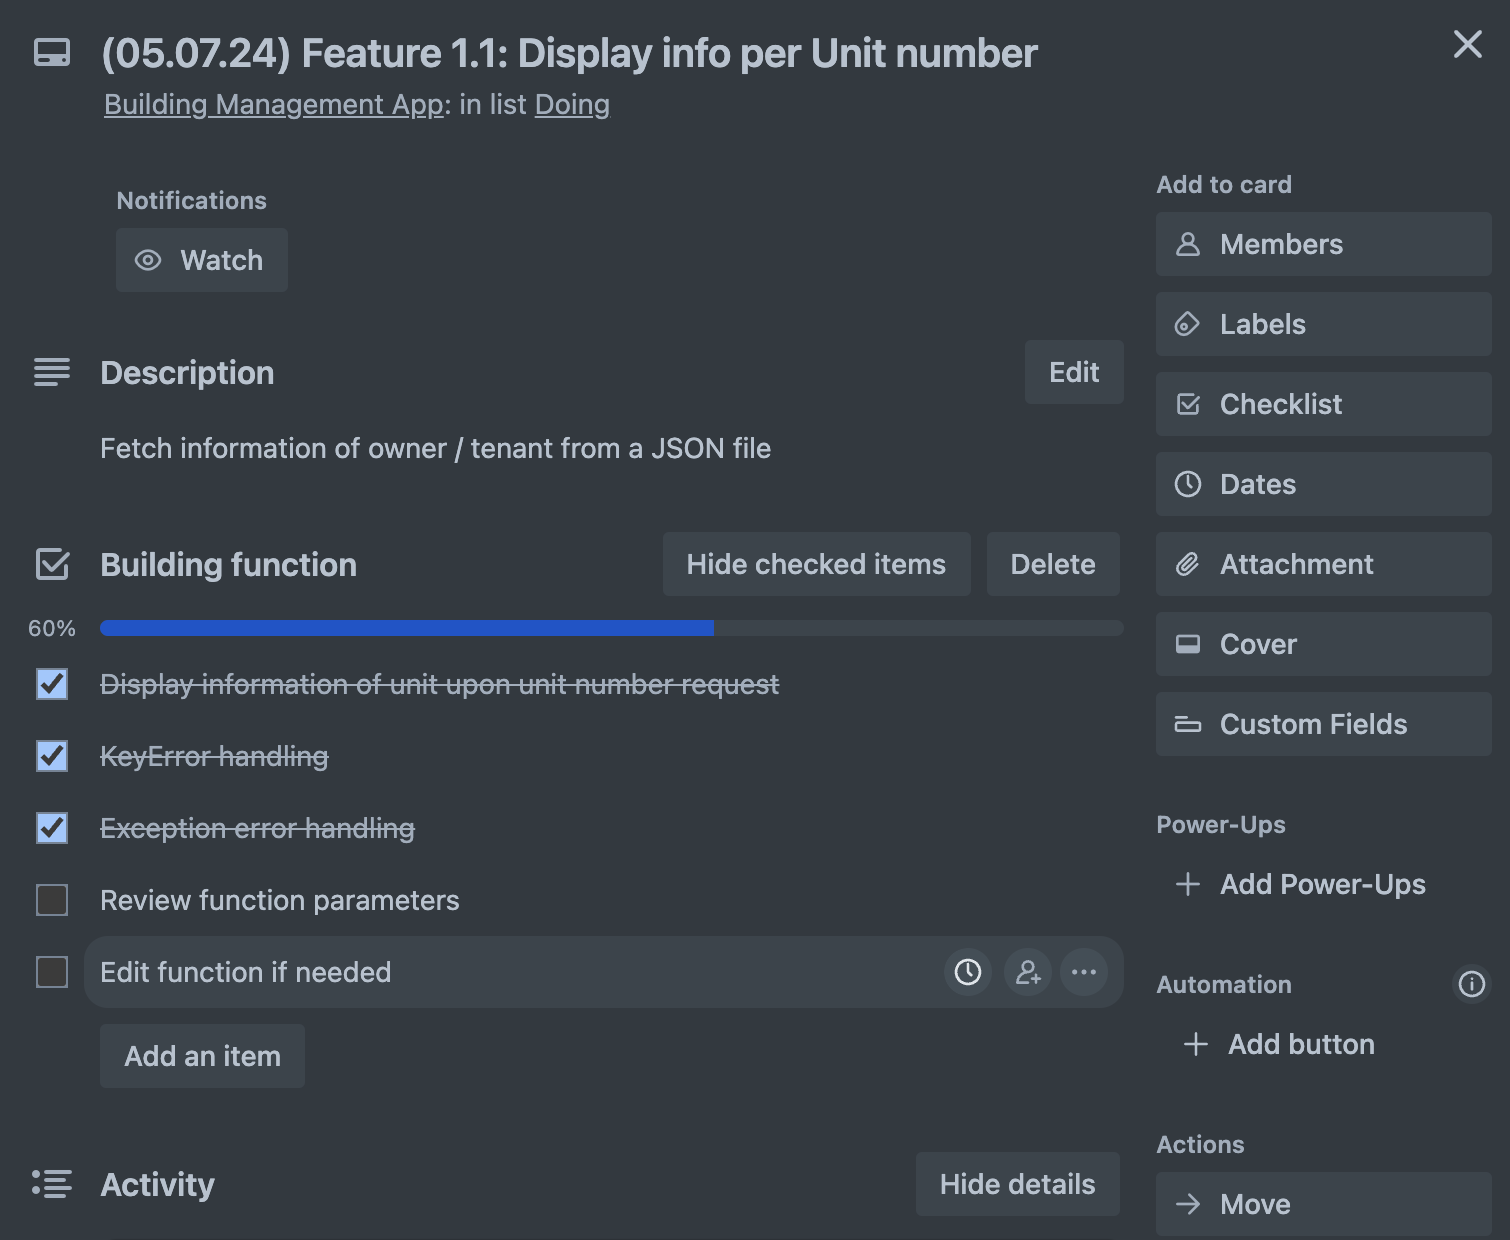 (05.07.24) Feature 1.1: Display info per Unit number
Building Management App: in list Doing
Notifications
Watch
Description
Edit
Fetch information of owner / tenant from a JSON file
Building function
Hide checked items
Delete
60%
Display information of unit upon unit number request
KeyError handling
Exception error handling
Review function parameters
Edit function if needed
Add an item
Activity
Hide details
Add to card
Members
Labels
Checklist
Dates
Attachment
Cover
Custom Fields
Power-Ups
Add Power-Ups
Automation
Add button
Actions
Move